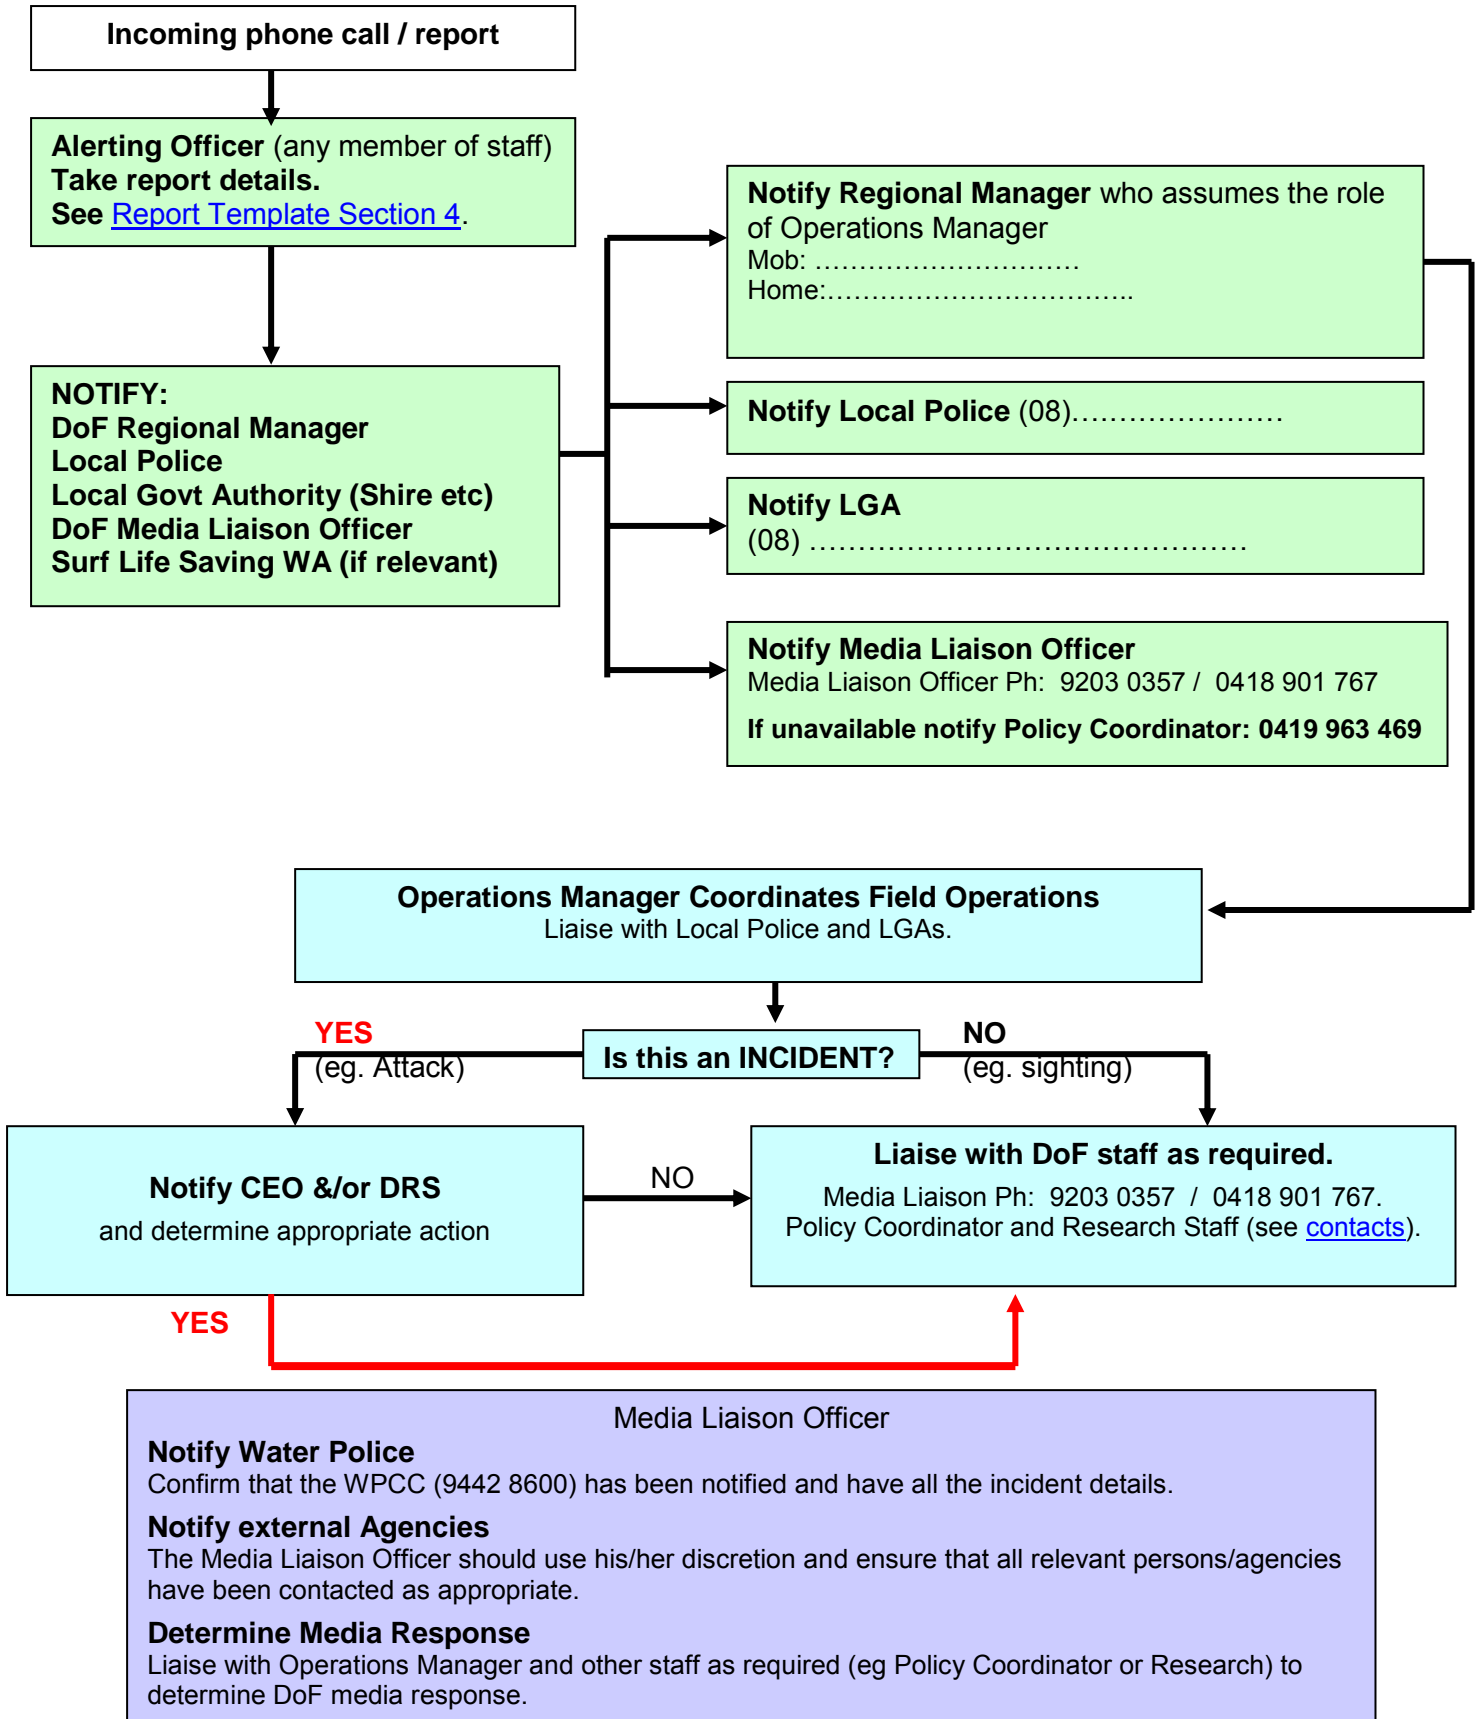 Incoming phone call / report
Alerting Officer (any member of staff)
Take report details.
See Report Template Section 4.
NOTIFY:
DoF Regional Manager
Local Police
Local Govt Authority (Shire etc)
DoF Media Liaison Officer
Surf Life Saving WA (if relevant)
Notify Regional Manager who assumes the role
of Operations Manager
Mob: …………………………
Home:……………………………..
Notify Local Police (08)…………………
Notify LGA
(08) ………………………………………
Notify Media Liaison Officer
Media Liaison Officer Ph:  9203 0357 /  0418 901 767
If unavailable notify Policy Coordinator: 0419 963 469
Operations Manager Coordinates Field Operations
Liaise with Local Police and LGAs.
YES
(eg. Attack)
Is this an INCIDENT?
NO
(eg. sighting)
Notify CEO &/or DRS
and determine appropriate action
NO
Liaise with DoF staff as required.
Media Liaison Ph:  9203 0357  /  0418 901 767.
Policy Coordinator and Research Staff (see contacts).
YES
Media Liaison Officer
Notify Water Police
Confirm that the WPCC (9442 8600) has been notified and have all the incident details.
Notify external Agencies
The Media Liaison Officer should use his/her discretion and ensure that all relevant persons/agencies
have been contacted as appropriate.
Determine Media Response
Liaise with Operations Manager and other staff as required (eg Policy Coordinator or Research) to
determine DoF media response.